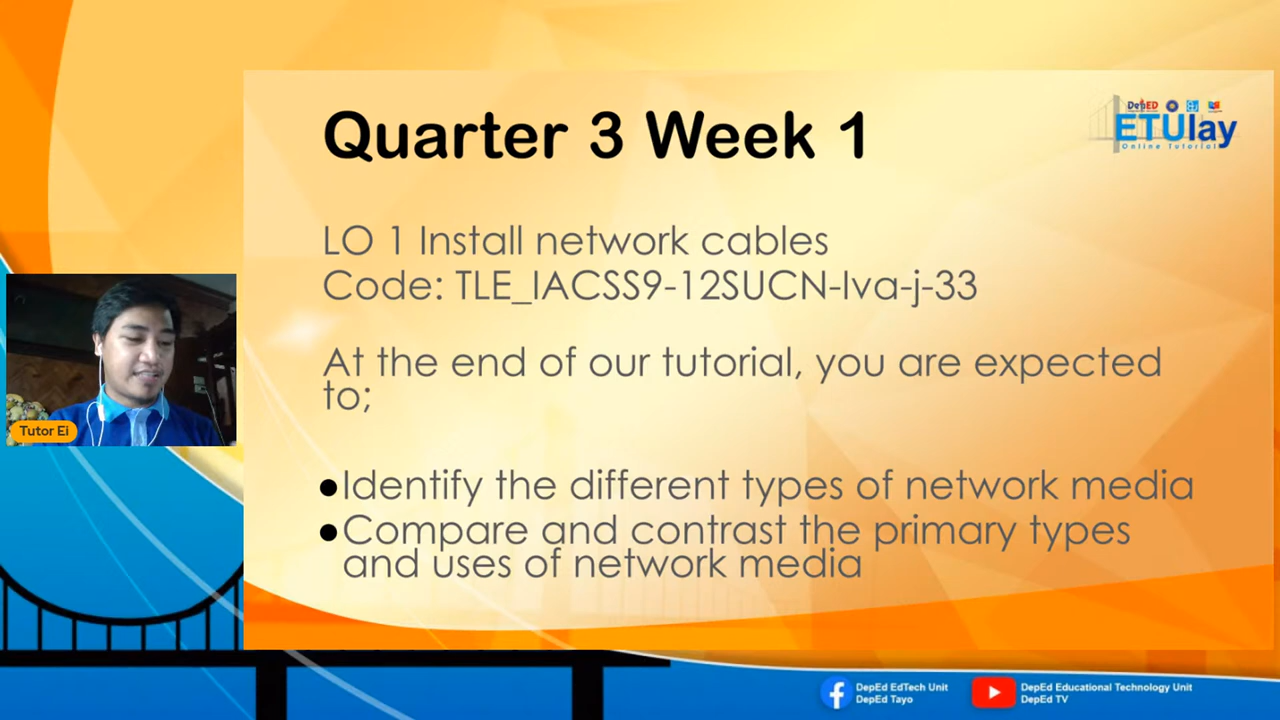 Quarter 3 Week 1
DepED
ETUlay
Online Tutorial
LO 1 Install network cables
Code: TLE_IACSS9-12SUCN-Iva-j-33
At the end of our tutorial, you are expected
to;
●Identify the different types of network media
●Compare and contrast the primary types
and uses of network media
Tutor Ei
DepEd EdTech Unit
DepEd Tayo
DepEd Educational Technology Unit
DepEd TV